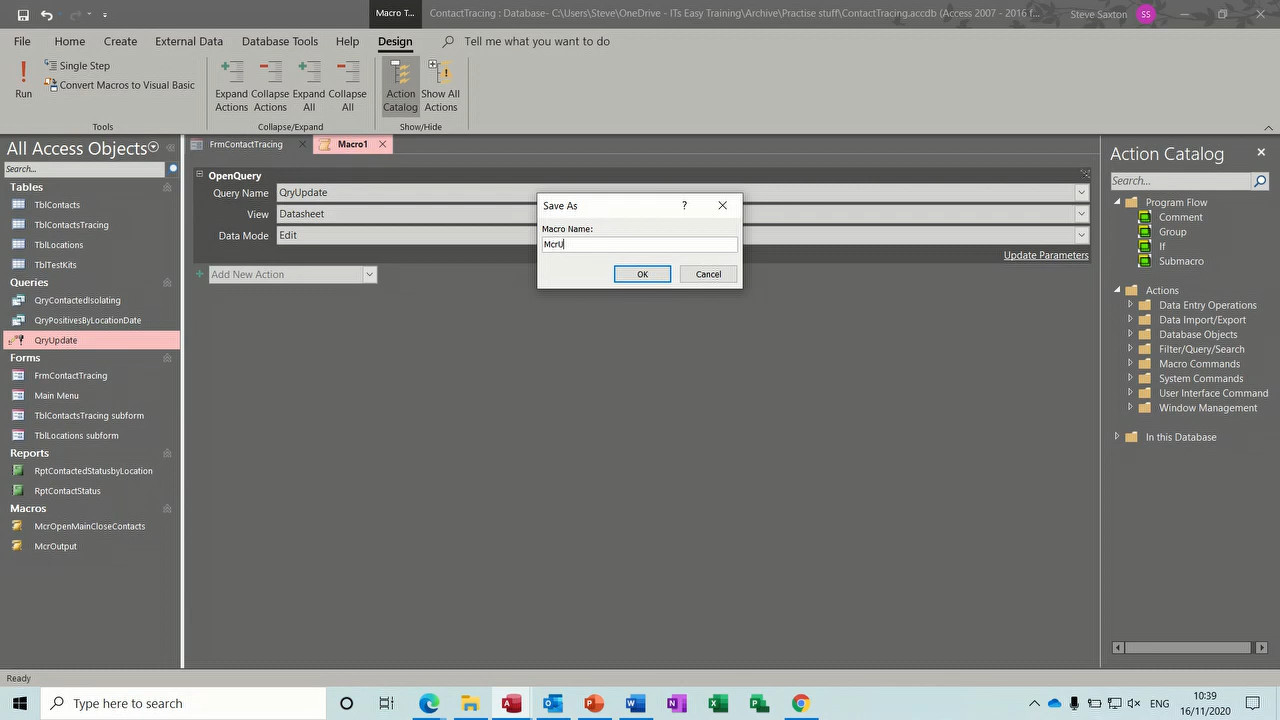 Macro T...
ContactTracing : Database- C:\Users\Steve\OneDrive - ITs Easy Training\Archive\Practise stuff\ContactTracing.accdb (Access 2007 - 2016 f...
Steve Saxton
SS
File
Home
Create
External Data
Database Tools
Help
Design
Tell me what you want to do
Run
Single Step
Convert Macros to Visual Basic
Tools
Expand Actions
Collapse Actions
Expand All
Collapse All
Collapse/Expand
Action Catalog
Show All Actions
Show/Hide
All Access Objects
Search...
Tables
TblContacts
TblContactsTracing
TblLocations
TblTestKits
Queries
QryContactedIsolating
QryPositivesByLocationDate
QryUpdate
Forms
FrmContactTracing
Main Menu
TblContactsTracing subform
TblLocations subform
Reports
RptContactedStatusbyLocation
RptContactStatus
Macros
McrOpenMainCloseContacts
McrOutput
FrmContactTracing
Macro1
OpenQuery
Query Name
QryUpdate
View
Datasheet
Data Mode
Edit
Update Parameters
Add New Action
Save As
?
Macro Name:
McrU
OK
Cancel
Action Catalog
Search...
Program Flow
Comment
Group
If
Submacro
Actions
Data Entry Operations
Data Import/Export
Database Objects
Filter/Query/Search
Macro Commands
System Commands
User Interface Command
Window Management
In this Database
Ready
Type here to search
ENG
10:39
16/11/2020